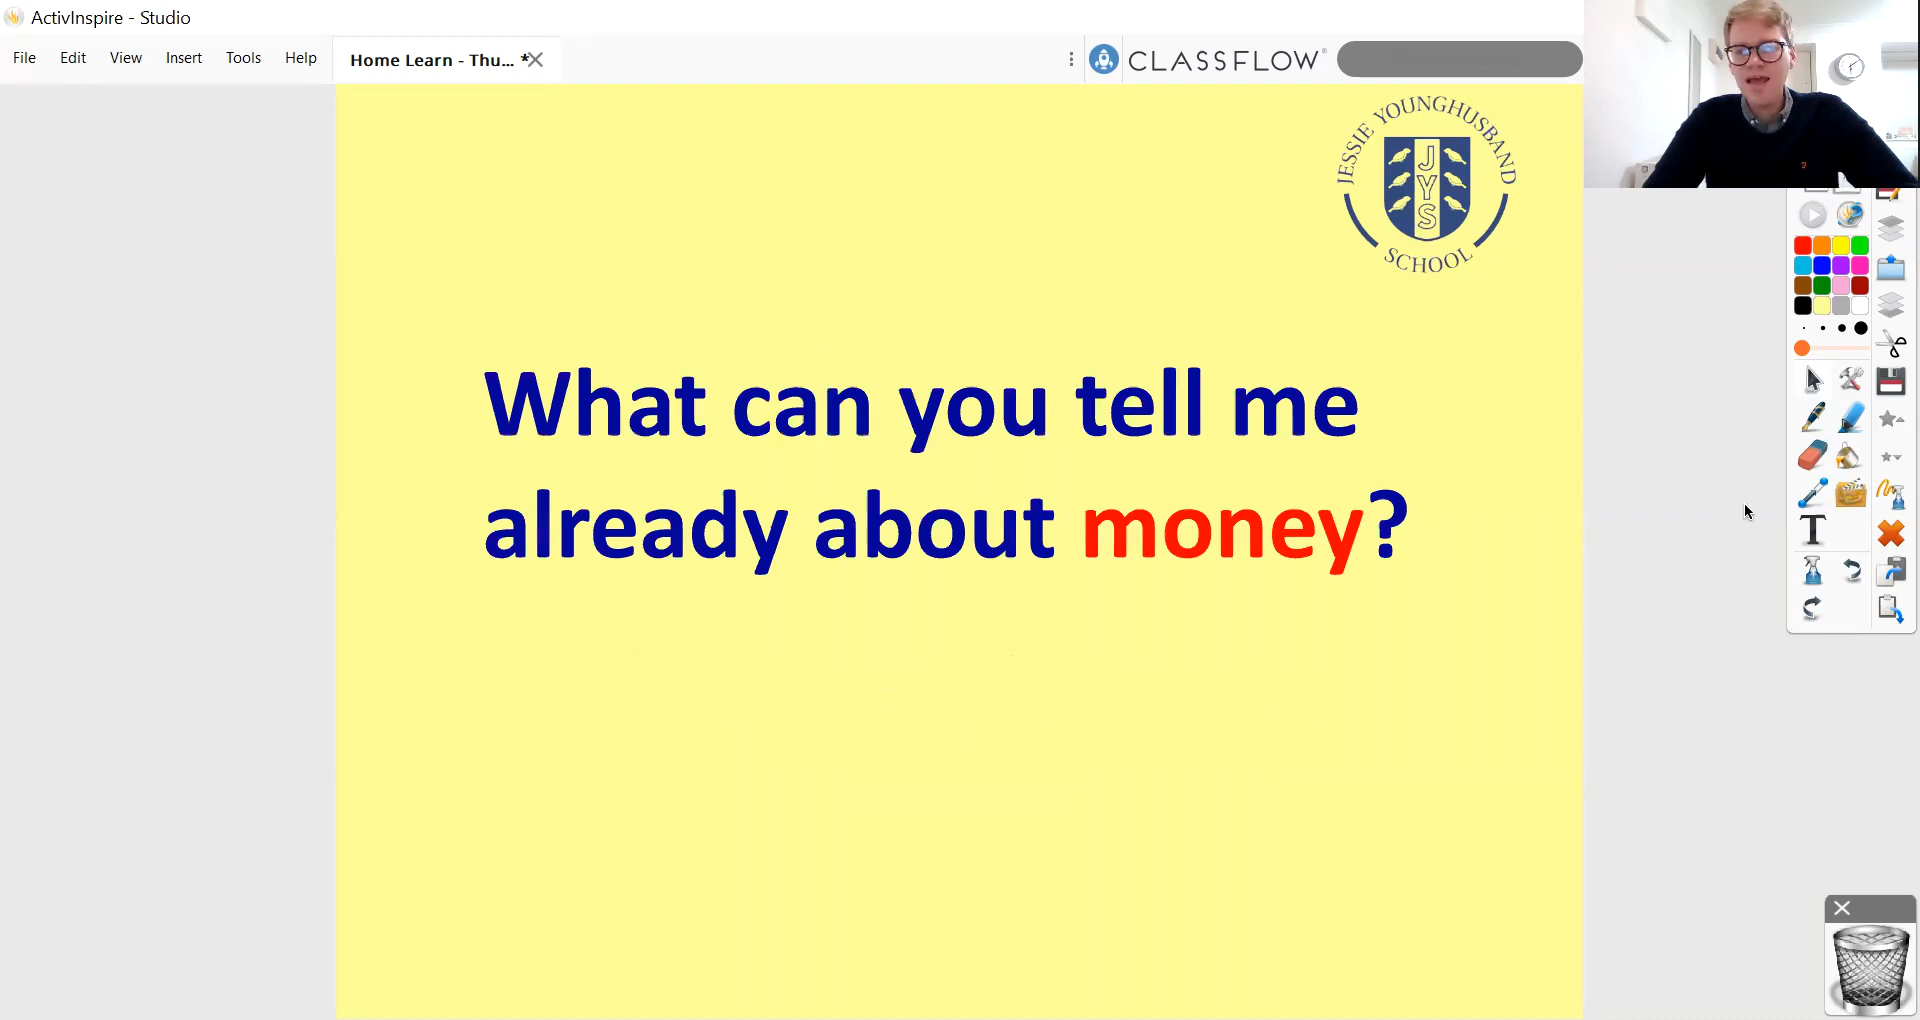 ActivInspire - Studio
File Edit View Insert Tools Help
Home Learn - Thu... *
CLASSFLOW
JESSIE YOUNGHUSBAND
JYS
SCHOOL
What can you tell me
already about money?
T